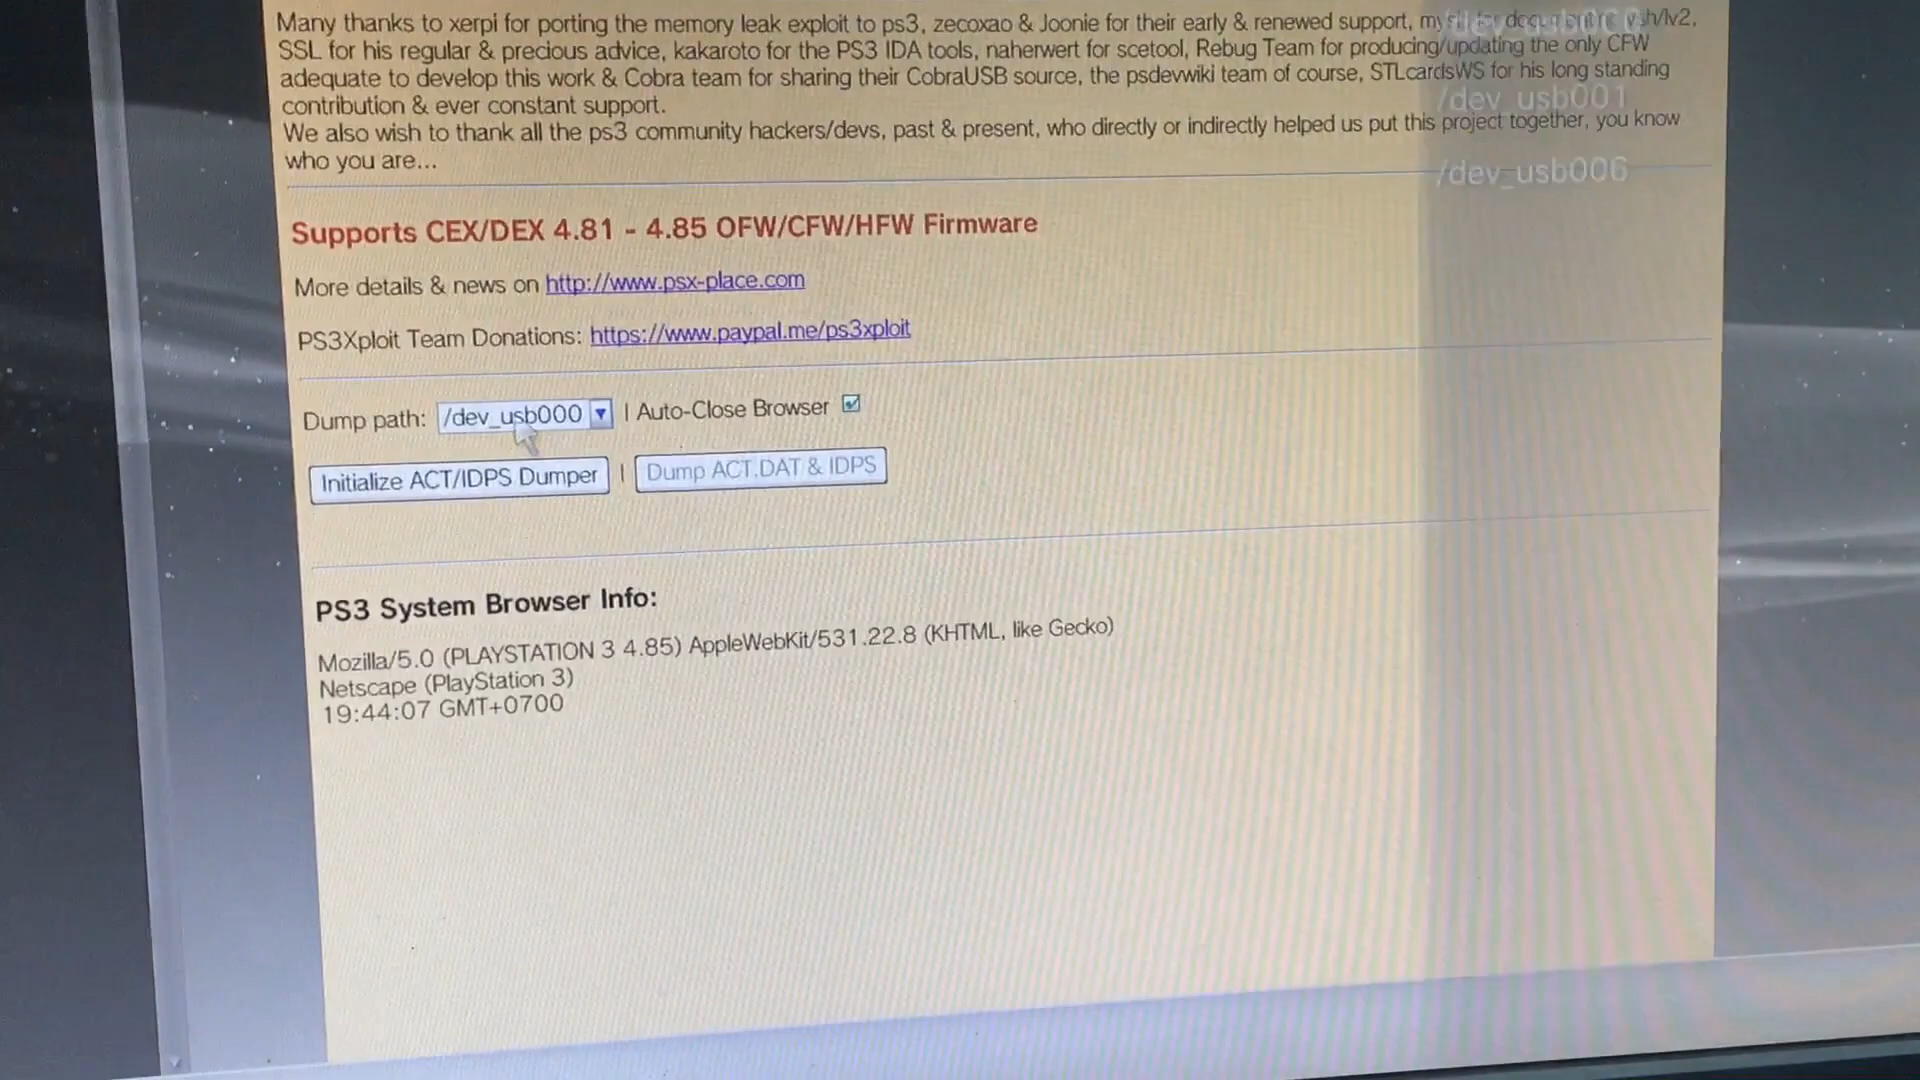 Many thanks to xerpi for porting the memory leak exploit to ps3, zecoxao & Joonie for their early & renewed support,
SSL for his regular & precious advice, kakaroto for the PS3 IDA tools, naherwert for scetool, Rebug Team for producing/updating the only CFW
adequate to develop this work & Cobra team for sharing their CobraUSB source, the psdevwiki team of course, STLcardsWS for his long standing
contribution & ever constant support.
/dev_usb001
We also wish to thank all the ps3 community hackers/devs, past & present, who directly or indirectly helped us put this project together, you know
who you are...
/dev_usb006
Supports CEX/DEX 4.81 - 4.85 OFW/CFW/HFW Firmware
More details & news on http://www.psx-place.com
PS3Xploit Team Donations: https://www.paypal.me/ps3xploit
Dump path: /dev_usb000 | Auto-Close Browser
Initialize ACT/IDPS Dumper | Dump ACT.DAT & IDPS
PS3 System Browser Info:
Mozilla/5.0 (PLAYSTATION 3 4.85) AppleWebKit/531.22.8 (KHTML, like Gecko)
Netscape (PlayStation 3)
19:44:07 GMT+0700